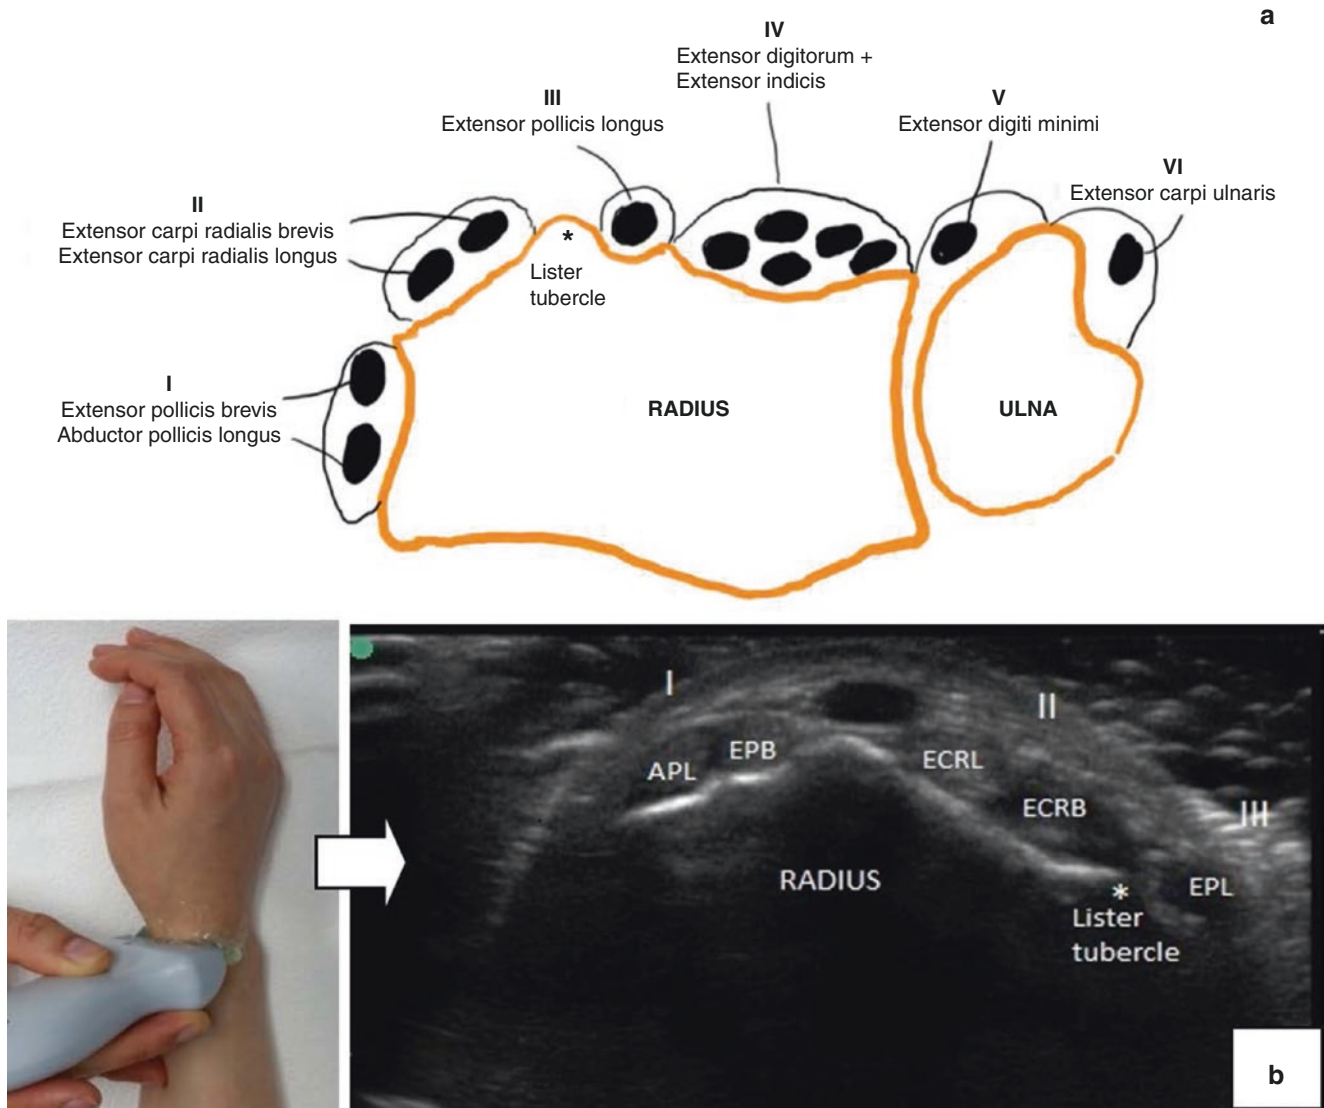 a
IV
Extensor digitorum +
Extensor indicis
III
Extensor pollicis longus
V
Extensor digiti minimi
VI
Extensor carpi ulnaris
II
Extensor carpi radialis brevis
Extensor carpi radialis longus
*
Lister
tubercle
I
Extensor pollicis brevis
Abductor pollicis longus
RADIUS
ULNA
I
II
EPB
APL
ECRL
ECRB
III
RADIUS
EPL
*
Lister
tubercle
b